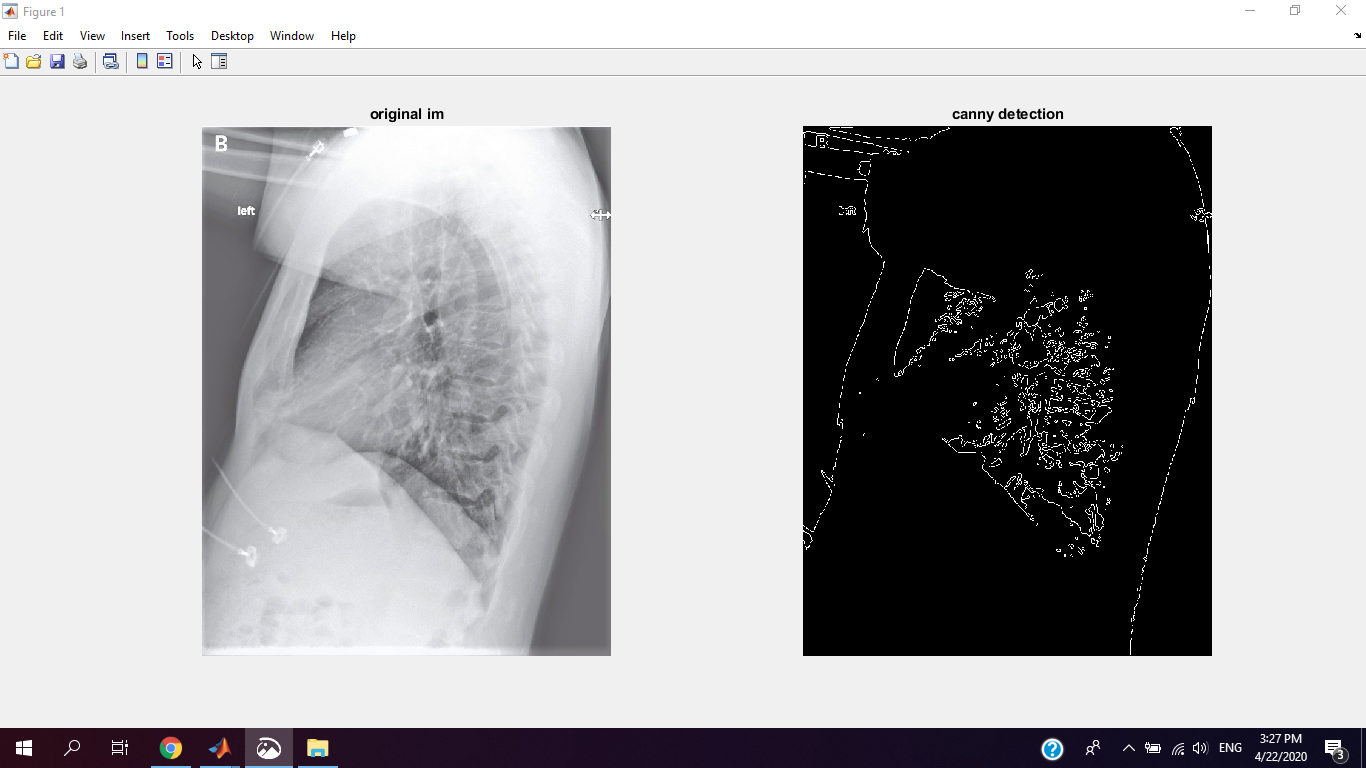 Figure 1
File Edit View Insert Tools Desktop Window Help
original im
canny detection
B
left
ENG
3:27 PM
4/22/2020
3